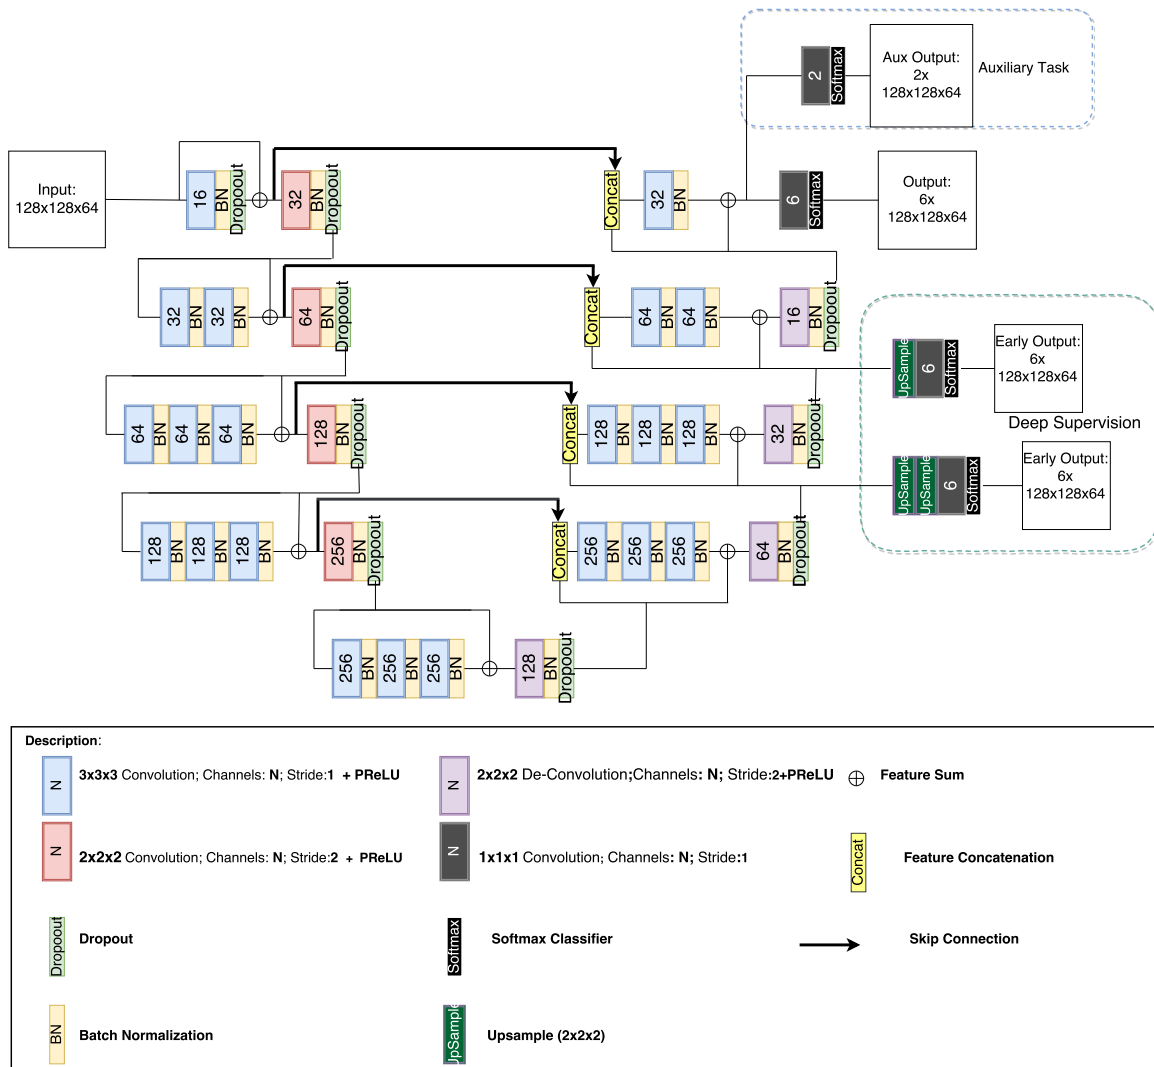 2
Softmax
Aux Output:
2x
128x128x64
Auxiliary Task
Input:
128x128x64
16
BN
Dropoout
32
BN
Dropoout
Concat
32
BN
6
Softmax
Output:
6x
128x128x64
32
BN
32
BN
64
BN
Dropoout
Concat
64
BN
64
BN
16
BN
Dropoout
UpSample
6
Softmax
Early Output:
6x
128x128x64
Deep Supervision
64
BN
64
BN
64
BN
128
BN
Dropoout
Concat
128
BN
128
BN
128
BN
32
BN
Dropoout
UpSample
UpSample
6
Softmax
Early Output:
6x
128x128x64
128
BN
128
BN
128
BN
256
BN
Dropoout
Concat
256
BN
256
BN
256
BN
64
BN
Dropoout
256
BN
256
BN
256
BN
128
BN
Dropoout
Description:
N
3x3x3 Convolution; Channels: N; Stride:1 + PReLU
N
2x2x2 De-Convolution;Channels: N; Stride:2+PReLU
Feature Sum
N
2x2x2 Convolution; Channels: N; Stride:2 + PReLU
N
1x1x1 Convolution; Channels: N; Stride:1
Concat
Feature Concatenation
Dropoout
Dropout
Softmax
Softmax Classifier
Skip Connection
BN
Batch Normalization
UpSample
Upsample (2x2x2)